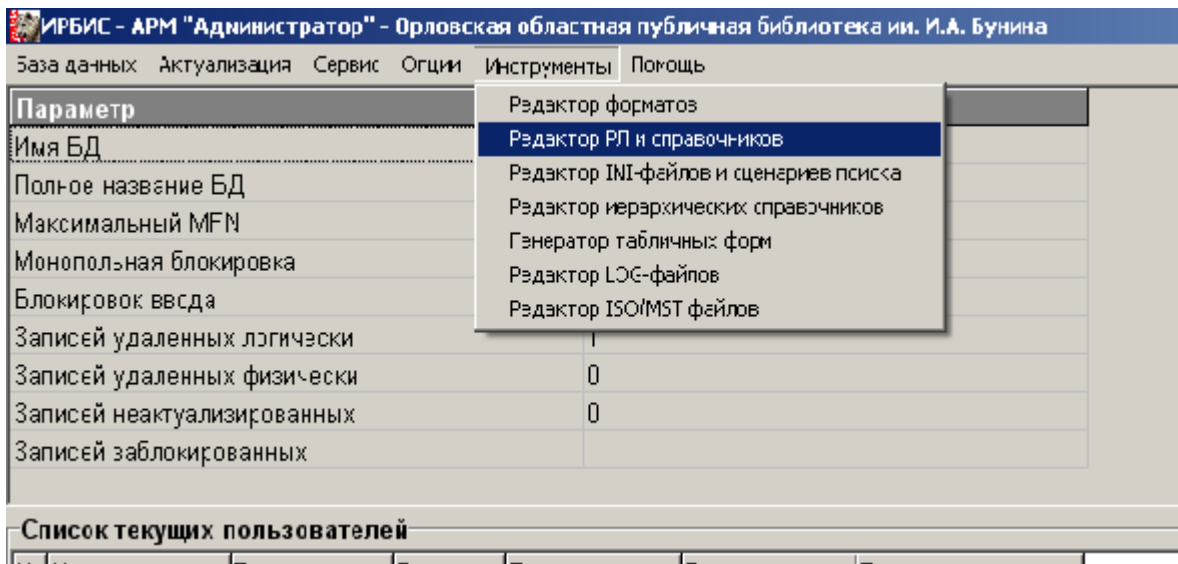 ИРБИС - АРМ "Администратор" - Орловская областная публичная библиотека им. И.А. Бунина
База данных Актуализация Сервис Опции Инструменты Помощь
Параметр
Редактор форматов
Имя БД
Редактор РЛ и справочников
Полное название БД
Редактор INI-файлов и сценариев поиска
Максимальный MFN
Редактор иерархических справочников
Монопольная блокировка
Генератор табличных форм
Блокировок ввода
Редактор LOG-файлов
Редактор ISO/MST файлов
Записей удаленных логически 1
Записей удаленных физически 0
Записей неактуализированных 0
Записей заблокированных
Список текущих пользователей